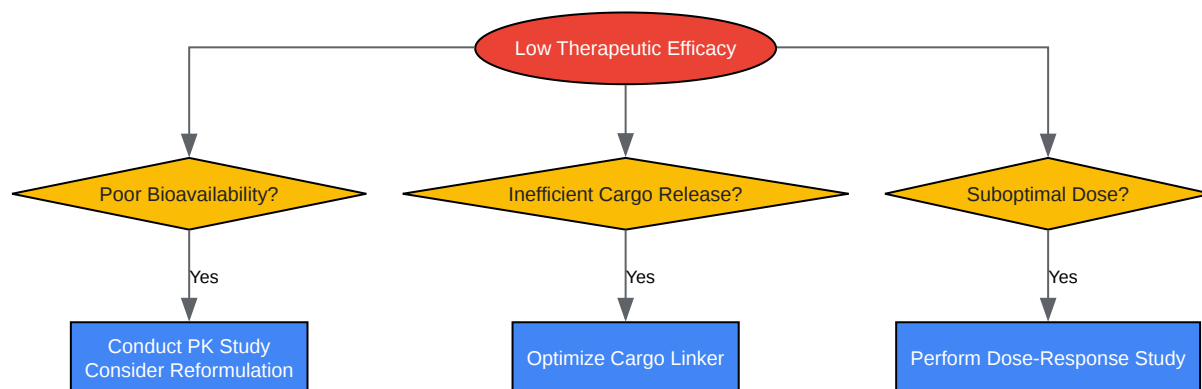 Low Therapeutic Efficacy
Poor Bioavailability?
Inefficient Cargo Release?
Suboptimal Dose?
Yes
Yes
Yes
Conduct PK Study
Consider Reformulation
Optimize Cargo Linker
Perform Dose-Response Study